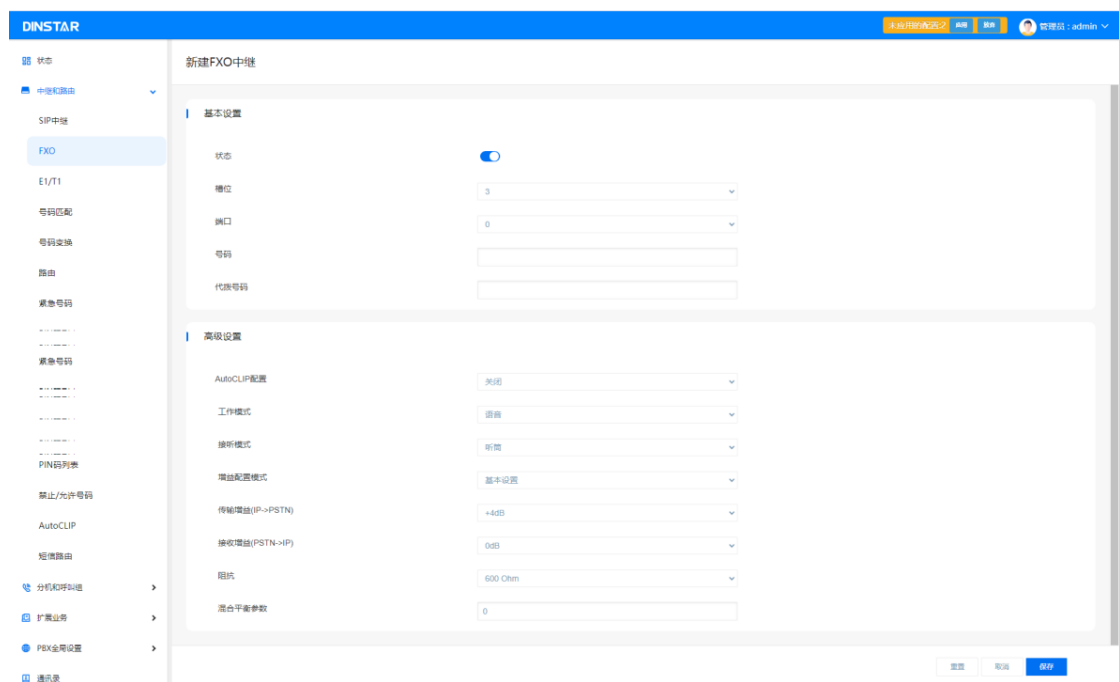 DINSTAR
未应用的配置:2 应用 放弃
管理员 : admin
状态
中继和路由
SIP中继
FXO
E1/T1
号码匹配
号码变换
路由
紧急号码
紧急号码
PIN码列表
禁止/允许号码
AutoCLIP
短信路由
分机和呼叫组
扩展业务
PBX全局设置
通讯录
新建FXO中继
基本设置
状态
槽位 3
端口 0
号码
代拨号码
高级设置
AutoCLIP配置 关闭
工作模式 语音
接听模式 听筒
增益配置模式 基本设置
传输增益(IP->PSTN) +4dB
接收增益(PSTN->IP) 0dB
阻抗 600 Ohm
混合平衡参数 0
重置 取消 保存